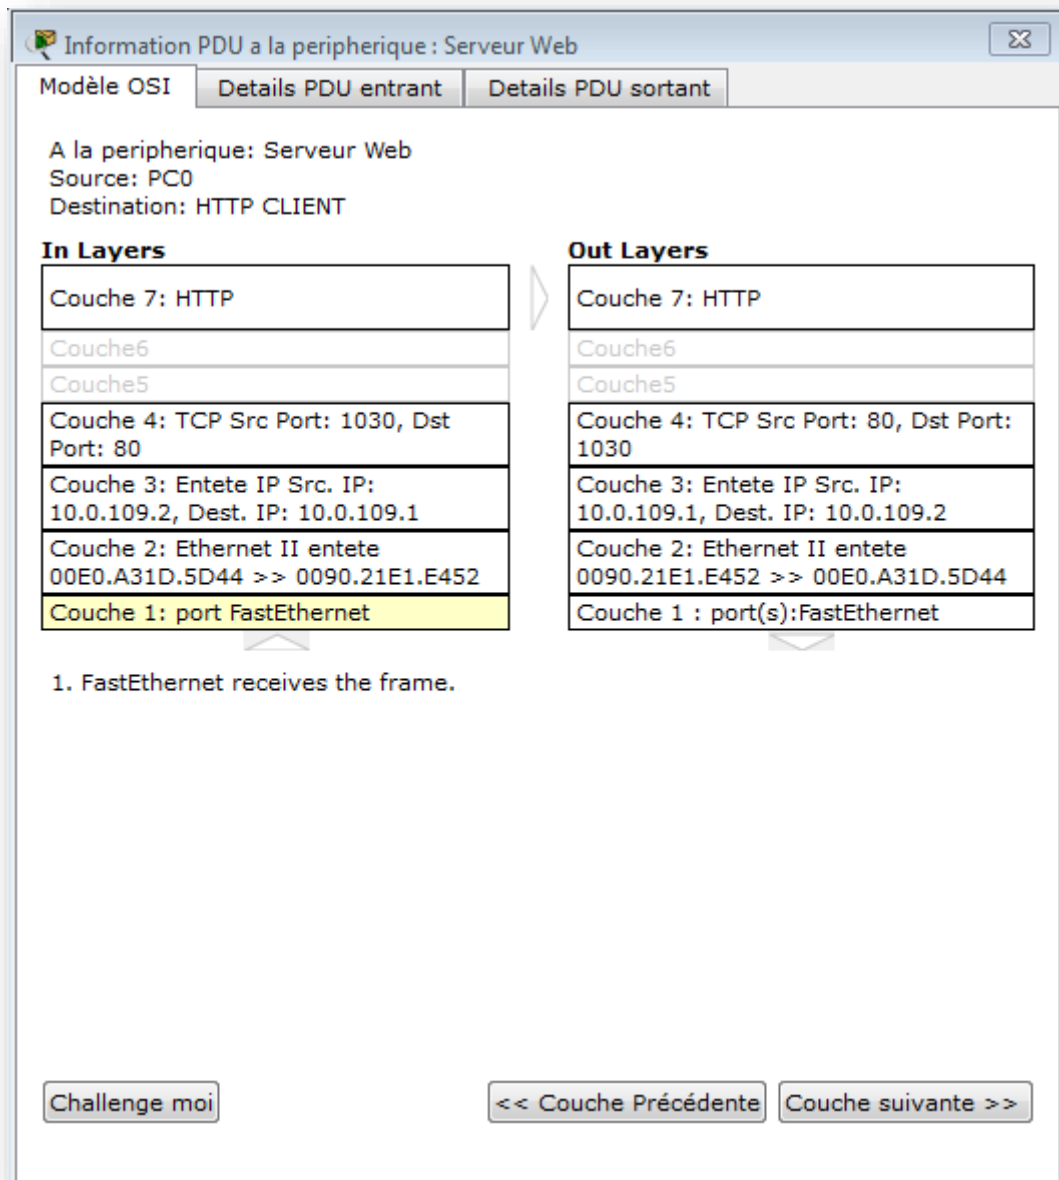 Information PDU a la peripherique : Serveur Web
Modèle OSI
Details PDU entrant
Details PDU sortant
A la peripherique: Serveur Web
Source: PC0
Destination: HTTP CLIENT
In Layers
Couche 7: HTTP
Couche6
Couche5
Couche 4: TCP Src Port: 1030, Dst
Port: 80
Couche 3: Entete IP Src. IP:
10.0.109.2, Dest. IP: 10.0.109.1
Couche 2: Ethernet II entete
00E0.A31D.5D44 >> 0090.21E1.E452
Couche 1: port FastEthernet
Out Layers
Couche 7: HTTP
Couche6
Couche5
Couche 4: TCP Src Port: 80, Dst Port:
1030
Couche 3: Entete IP Src. IP:
10.0.109.1, Dest. IP: 10.0.109.2
Couche 2: Ethernet II entete
0090.21E1.E452 >> 00E0.A31D.5D44
Couche 1 : port(s):FastEthernet
1. FastEthernet receives the frame.
Challenge moi
<< Couche Précédente
Couche suivante >>